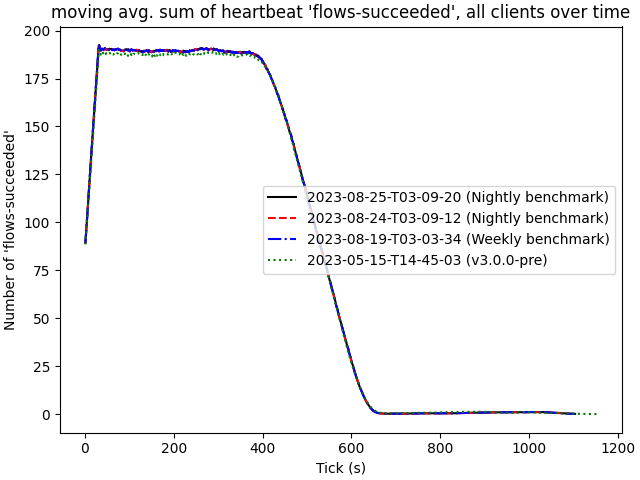 moving avg. sum of heartbeat 'flows-succeeded', all clients over time
200
175
150
125
100
75
50
25
0
Number of 'flows-succeeded'
2023-08-25-T03-09-20 (Nightly benchmark)
2023-08-24-T03-09-12 (Nightly benchmark)
2023-08-19-T03-03-34 (Weekly benchmark)
2023-05-15-T14-45-03 (v3.0.0-pre)
0 200 400 600 800 1000 1200
Tick (s)